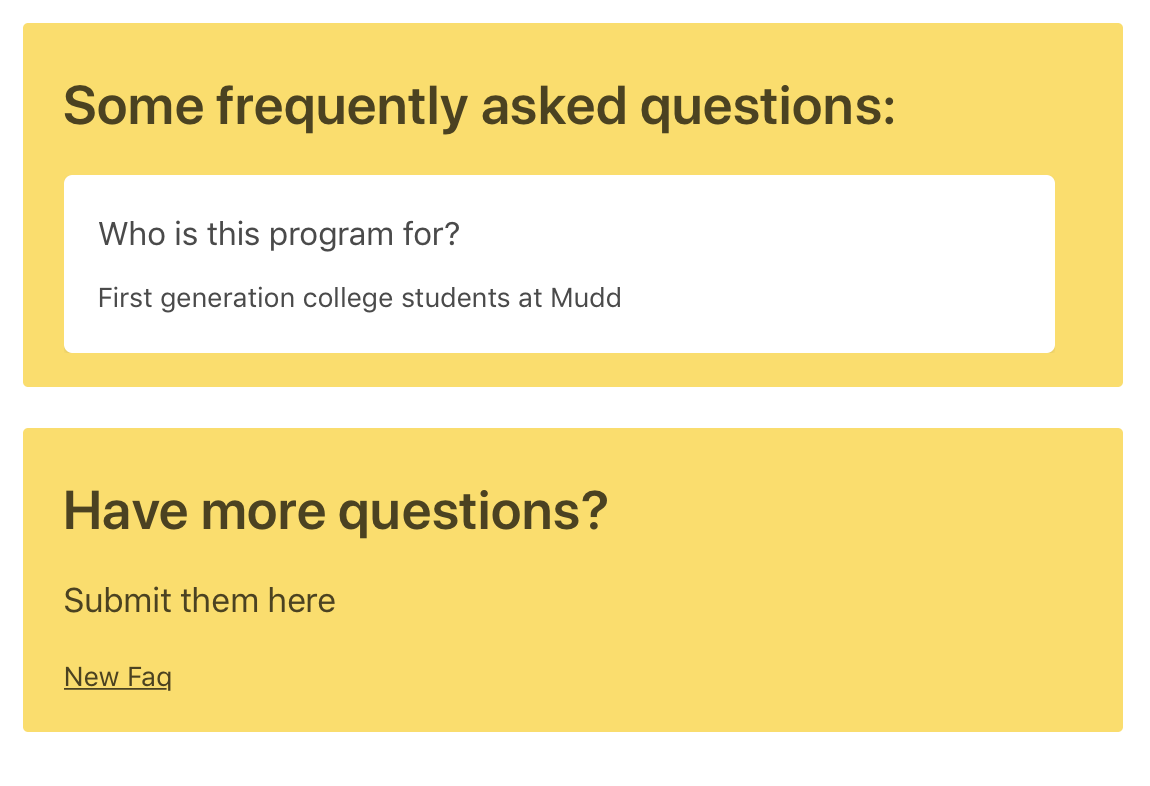 Some frequently asked questions:
Who is this program for?
First generation college students at Mudd
Have more questions?
Submit them here
New Faq